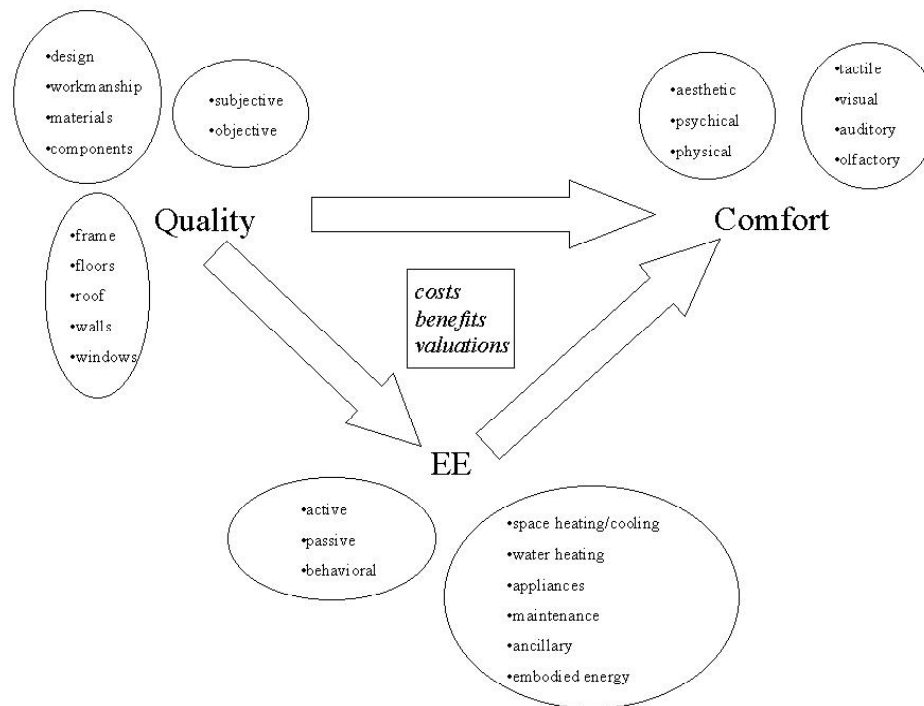 •design
•workmanship
•materials
•components
•subjective
•objective
•aesthetic
•psychical
•physical
•tactile
•visual
•auditory
•olfactory
Quality
Comfort
•frame
•floors
•roof
•walls
•windows
costs
benefits
valuations
EE
•active
•passive
•behavioral
•space heating/cooling
•water heating
•appliances
•maintenance
•ancillary
•embodied energy